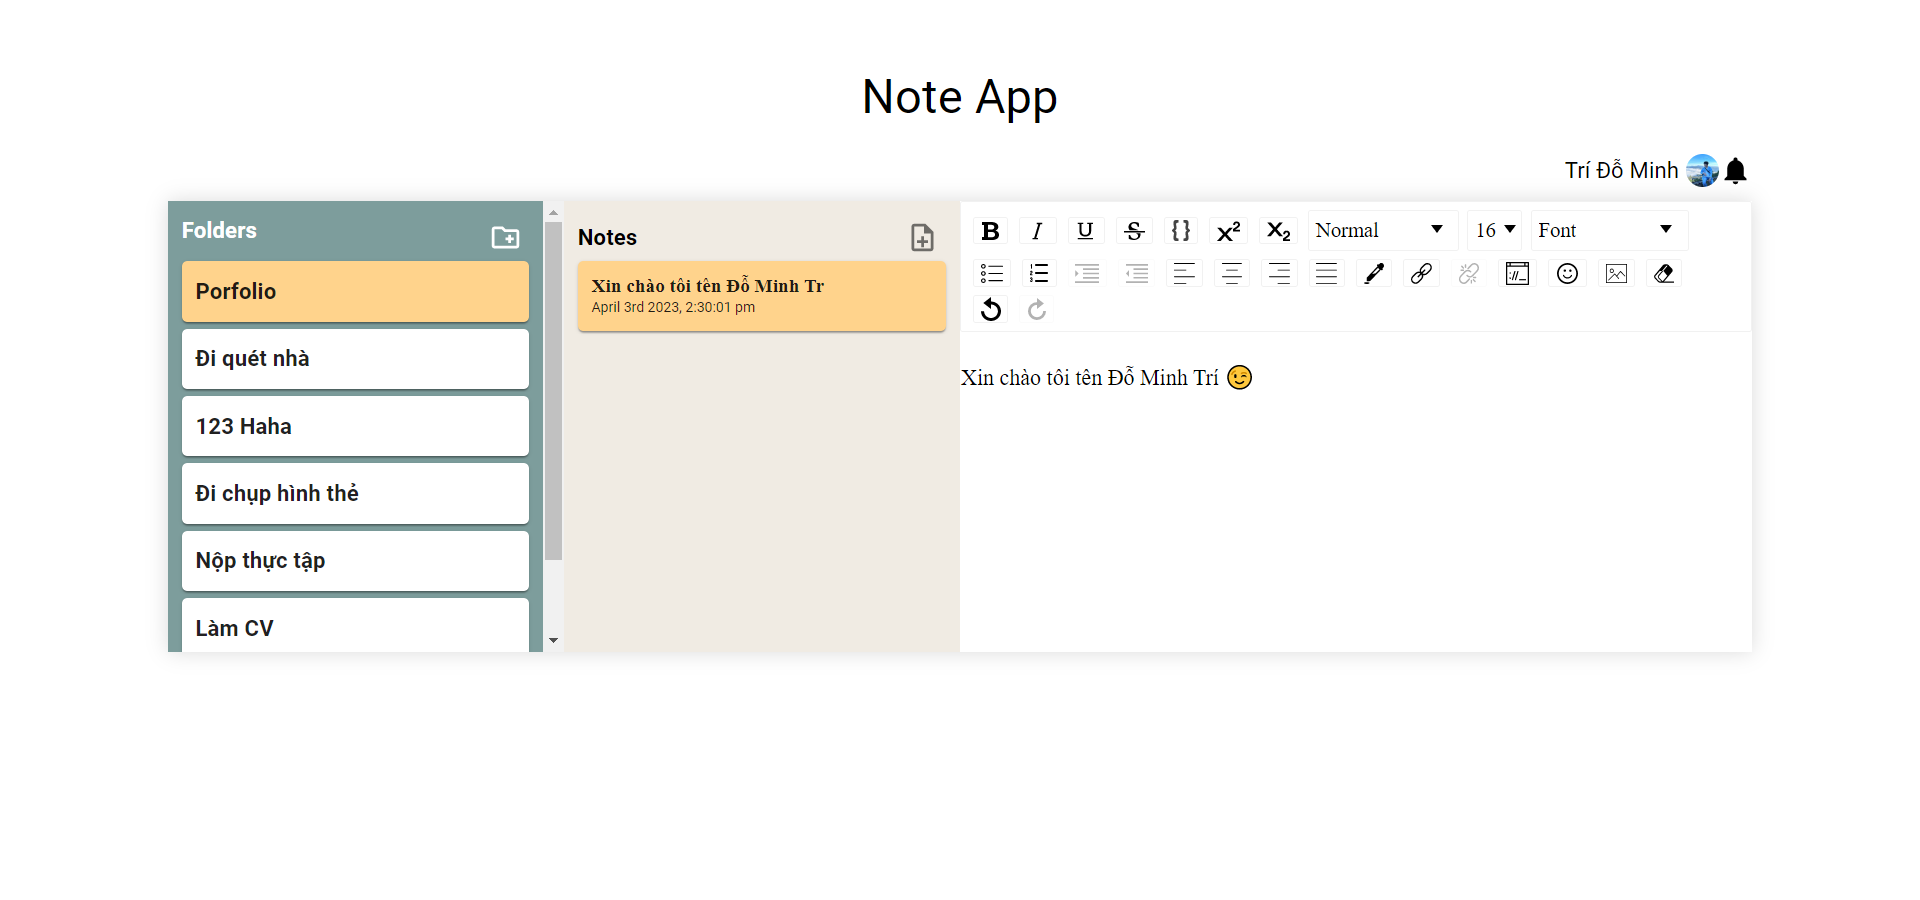 Note App
Trí Đỗ Minh
Folders
Porfolio
Đi quét nhà
123 Haha
Đi chụp hình thẻ
Nộp thực tập
Làm CV
Notes
Xin chào tôi tên Đỗ Minh Tr
April 3rd 2023, 2:30:01 pm
B I U S {} X² X₂ Normal 16 Font
Xin chào tôi tên Đỗ Minh Trí 😉